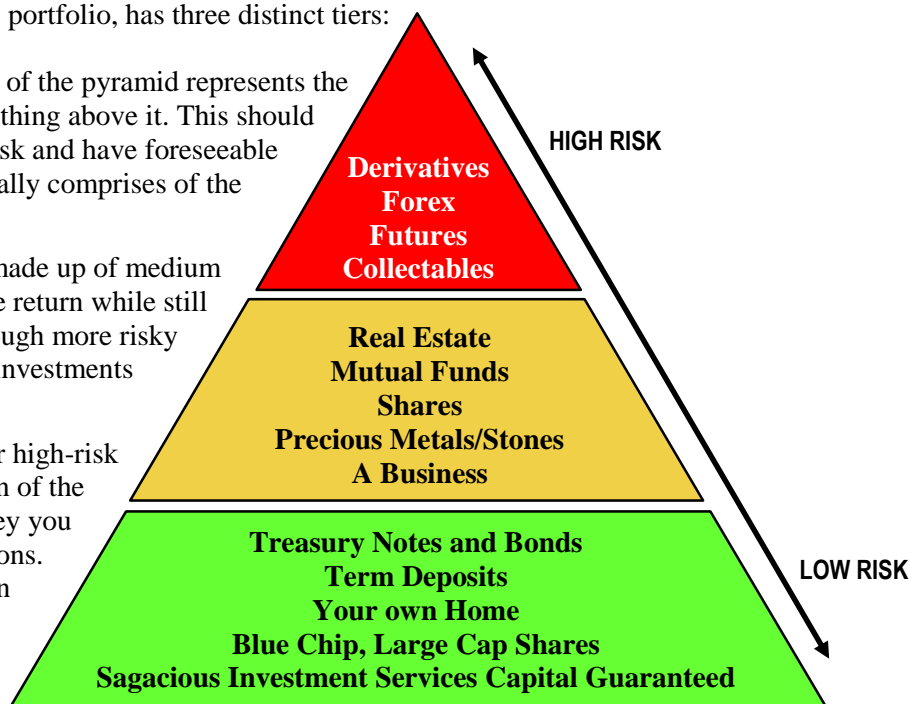 portfolio, has three distinct tiers:
of the pyramid represents the
thing above it. This should
sk and have foreseeable
ally comprises of the
made up of medium
e return while still
ugh more risky
investments
r high-risk
n of the
ey you
ons.
n
HIGH RISK
Derivatives
Forex
Futures
Collectables
Real Estate
Mutual Funds
Shares
Precious Metals/Stones
A Business
Treasury Notes and Bonds
Term Deposits
Your own Home
Blue Chip, Large Cap Shares
Sagacious Investment Services Capital Guaranteed
LOW RISK